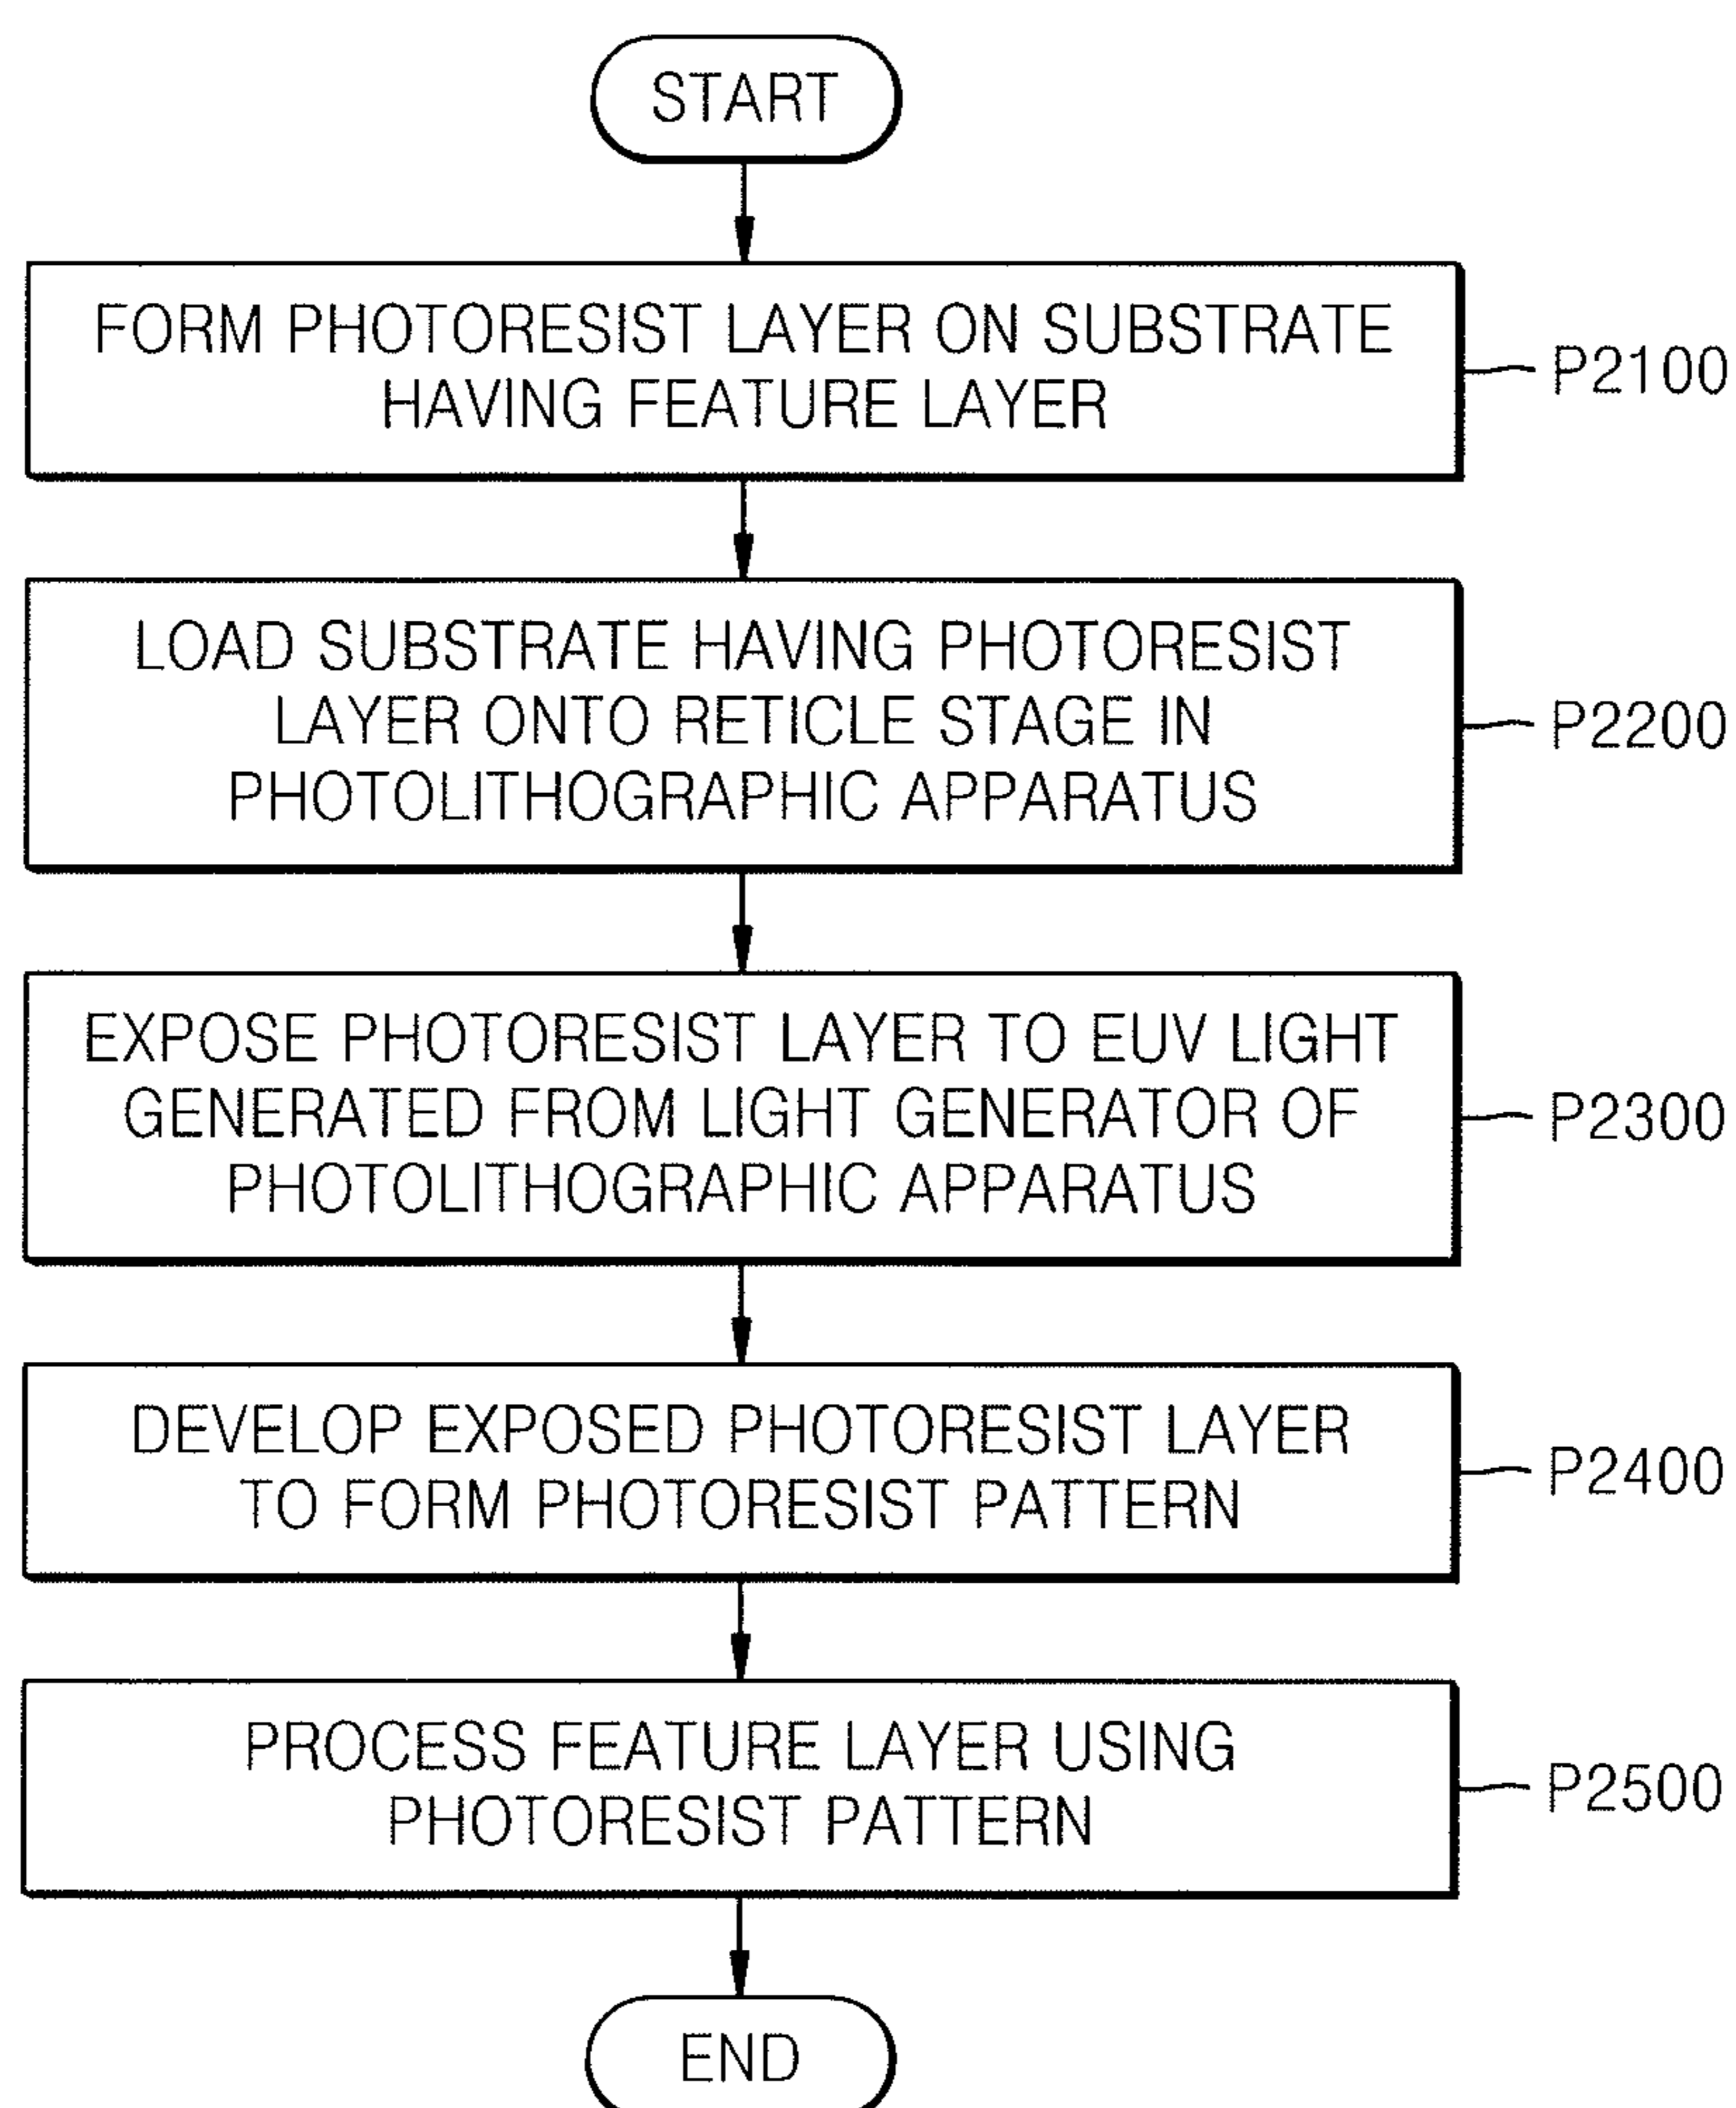 START
FORM PHOTORESIST LAYER ON SUBSTRATE
HAVING FEATURE LAYER
P2100
LOAD SUBSTRATE HAVING PHOTORESIST
LAYER ONTO RETICLE STAGE IN
PHOTOLITHOGRAPHIC APPARATUS
P2200
EXPOSE PHOTORESIST LAYER TO EUV LIGHT
GENERATED FROM LIGHT GENERATOR OF
PHOTOLITHOGRAPHIC APPARATUS
P2300
DEVELOP EXPOSED PHOTORESIST LAYER
TO FORM PHOTORESIST PATTERN
P2400
PROCESS FEATURE LAYER USING
PHOTORESIST PATTERN
P2500
END